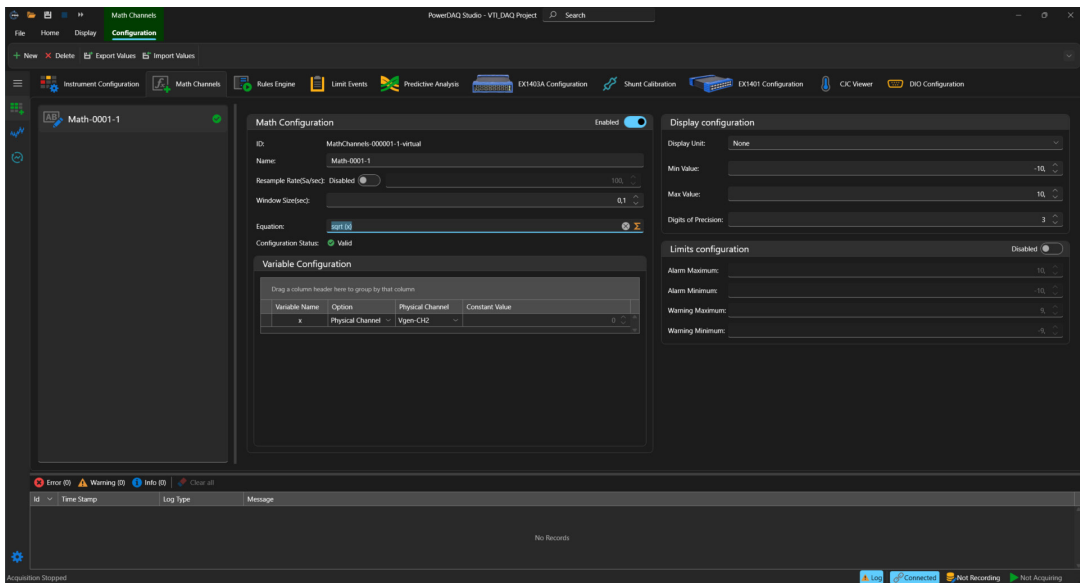 Math Channels
PowerDAQ Studio - VTI_DAQ Project
Search
File Home Display Configuration
New Delete Export Values Import Values
Instrument Configuration Math Channels Rules Engine Limit Events Predictive Analysis EX1403A Configuration Shunt Calibration EX1401 Configuration CJC Viewer DIO Configuration
Math-0001-1
Math Configuration Enabled
ID: MathChannels-000001-1-virtual
Name: Math-0001-1
Resample Rate(Sa/sec): Disabled 100,
Window Size(sec): 0,1
Equation: sqrt (x)
Configuration Status: Valid
Variable Configuration
Drag a column header here to group by that column
Variable Name Option Physical Channel Constant Value
x Physical Channel Vgen-CH2 0
Display configuration
Display Unit: None
Min Value: -10,
Max Value: 10,
Digits of Precision: 3
Limits configuration Disabled
Alarm Maximum: 10,
Alarm Minimum: -10,
Warning Maximum: 9,
Warning Minimum: -9,
Error (0) Warning (0) Info (0) Clear all
Id Time Stamp Log Type Message
No Records
Acquisition Stopped
Log Connected Not Recording Not Acquiring